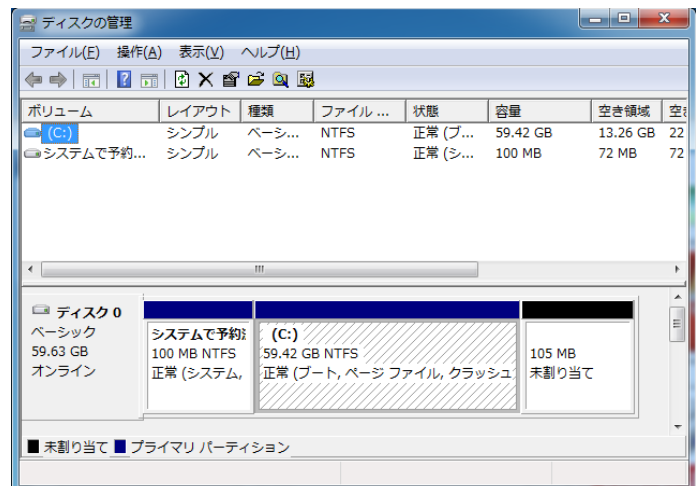 ディスクの管理
ファイル(F) 操作(A) 表示(V) ヘルプ(H)
ボリューム レイアウト 種類 ファイル ... 状態 容量 空き領域 空き
(C:) シンプル ベーシ... NTFS 正常 (ブ... 59.42 GB 13.26 GB 22
システムで予約... シンプル ベーシ... NTFS 正常 (シ... 100 MB 72 MB 72
ディスク 0
ベーシック
59.63 GB
オンライン
システムで予約
100 MB NTFS
正常 (システム,
(C:)
59.42 GB NTFS
正常 (ブート, ページ ファイル, クラッシュ
105 MB
未割り当て
未割り当て プライマリ パーティション